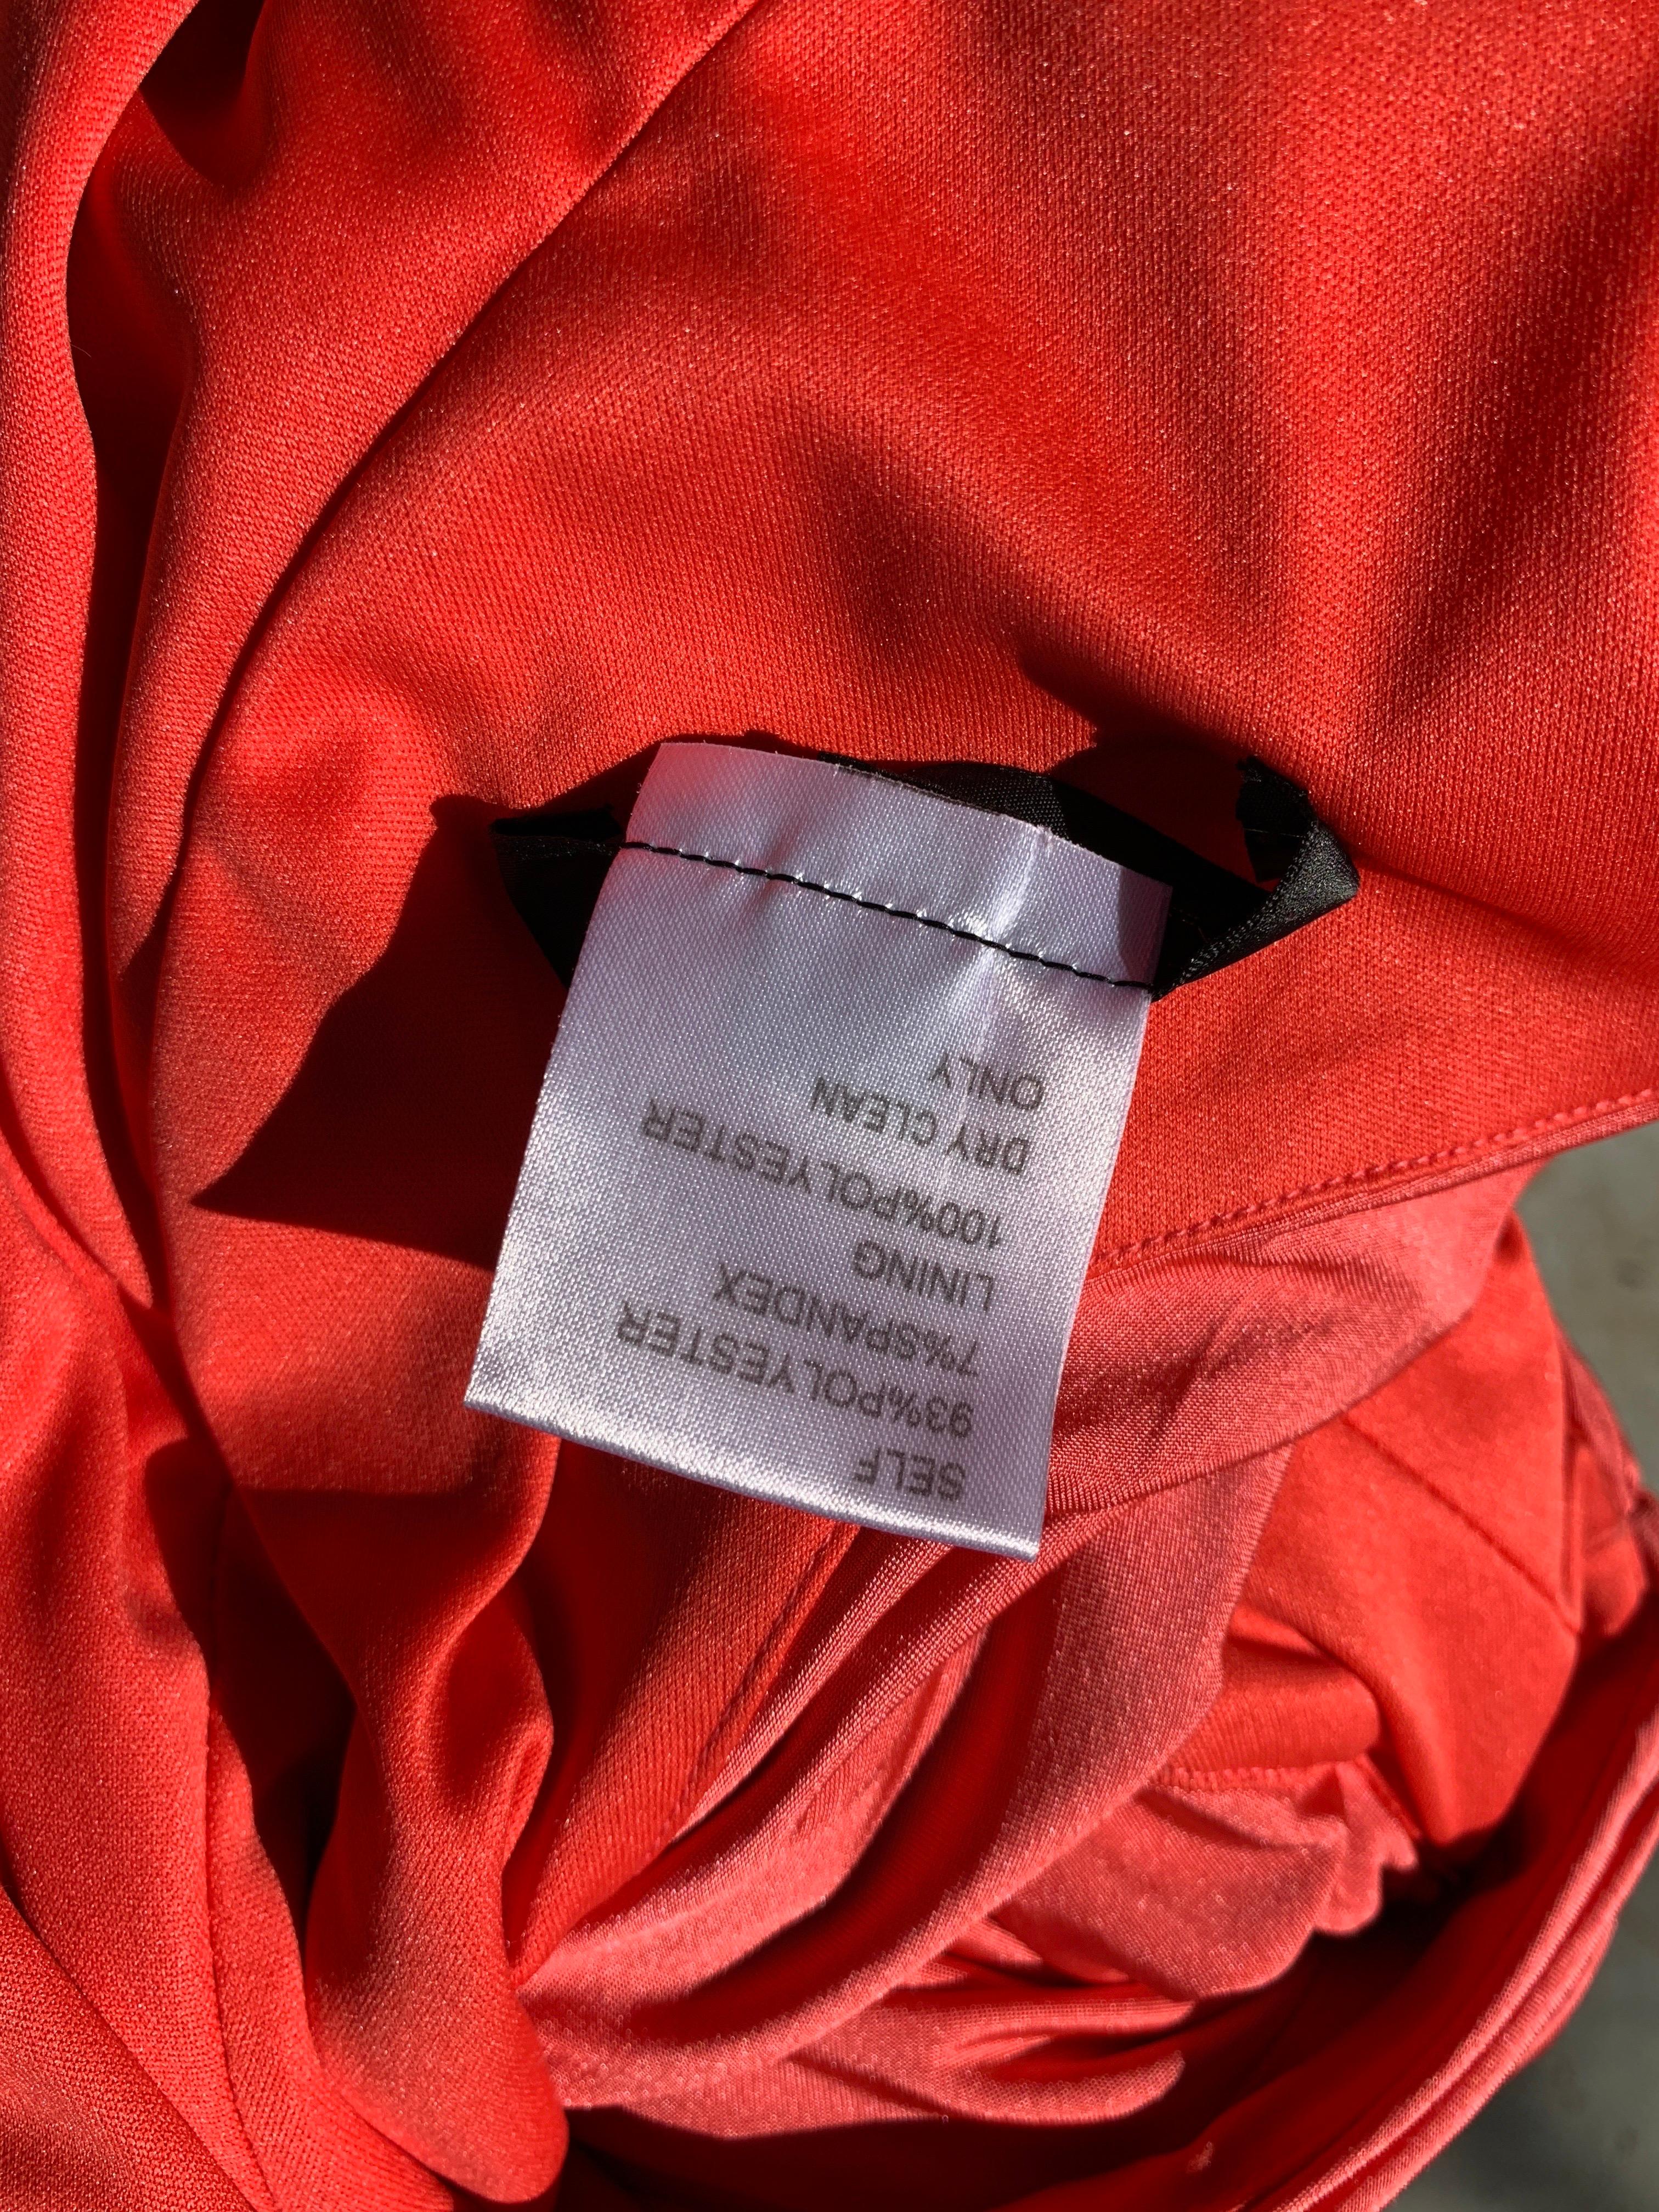 SELF
93%POLYESTER
7%SPANDEX
LINING
100%POLYESTER
DRY CLEAN
ONLY